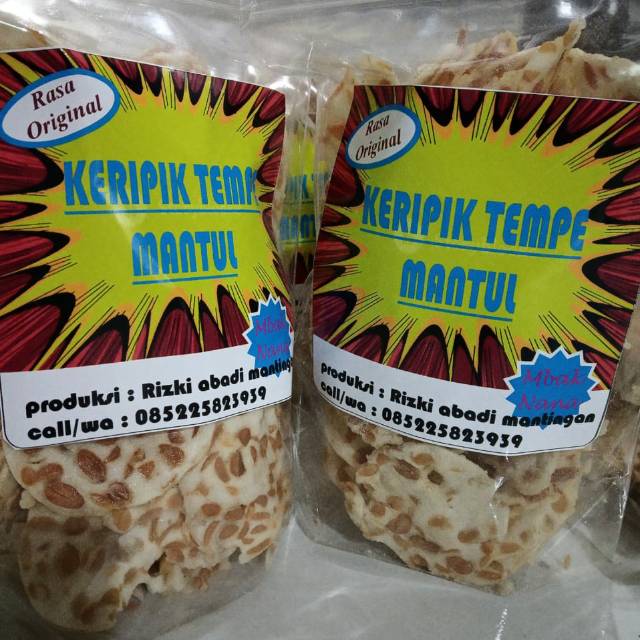 Rasa
Original
KERIPIK TEMP
MANTUL
Mbak
Nana
produksi : Rizki abadi mantingan
call/wa : 085225823939
Rasa
Original
KERIPIK TEMPE
MANTUL
Mbak
Nana
produksi : Rizki abadi mantingan
call/wa : 085225823939